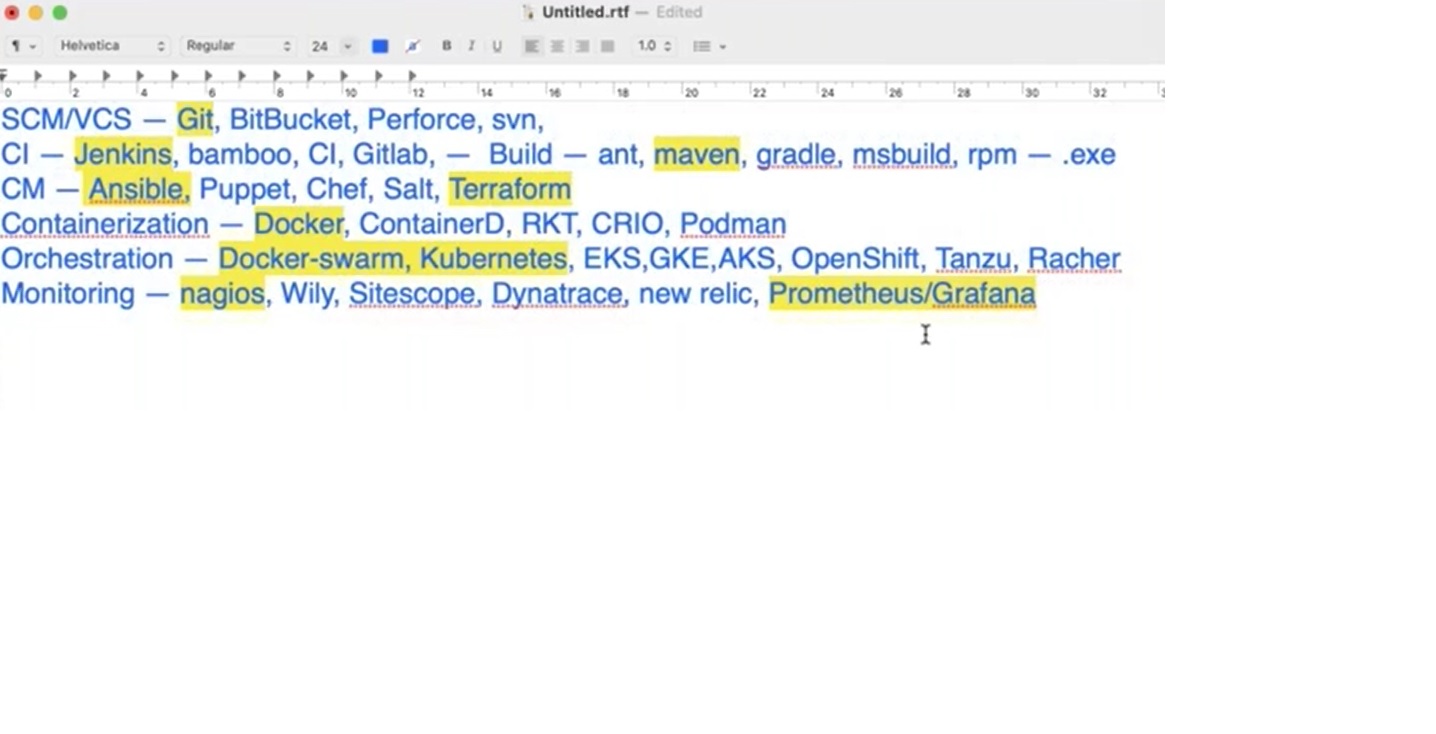 Untitled.rtf — Edited
¶ Helvetica Regular 24 a B I U 1.0
0 2 4 6 8 10 12 14 16 18 20 22 24 26 28 30 32
SCM/VCS — Git, BitBucket, Perforce, svn,
CI — Jenkins, bamboo, CI, Gitlab, — Build — ant, maven, gradle, msbuild, rpm — .exe
CM — Ansible, Puppet, Chef, Salt, Terraform
Containerization — Docker, ContainerD, RKT, CRIO, Podman
Orchestration — Docker-swarm, Kubernetes, EKS,GKE,AKS, OpenShift, Tanzu, Racher
Monitoring — nagios, Wily, Sitescope, Dynatrace, new relic, Prometheus/Grafana